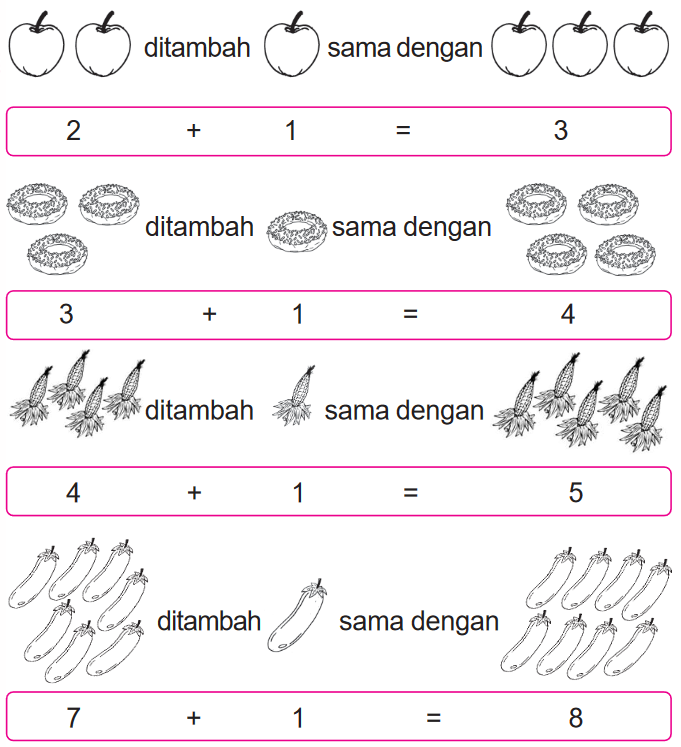 ditambah sama dengan
2 + 1 = 3
ditambah sama dengan
3 + 1 = 4
ditambah sama dengan
4 + 1 = 5
ditambah sama dengan
7 + 1 = 8